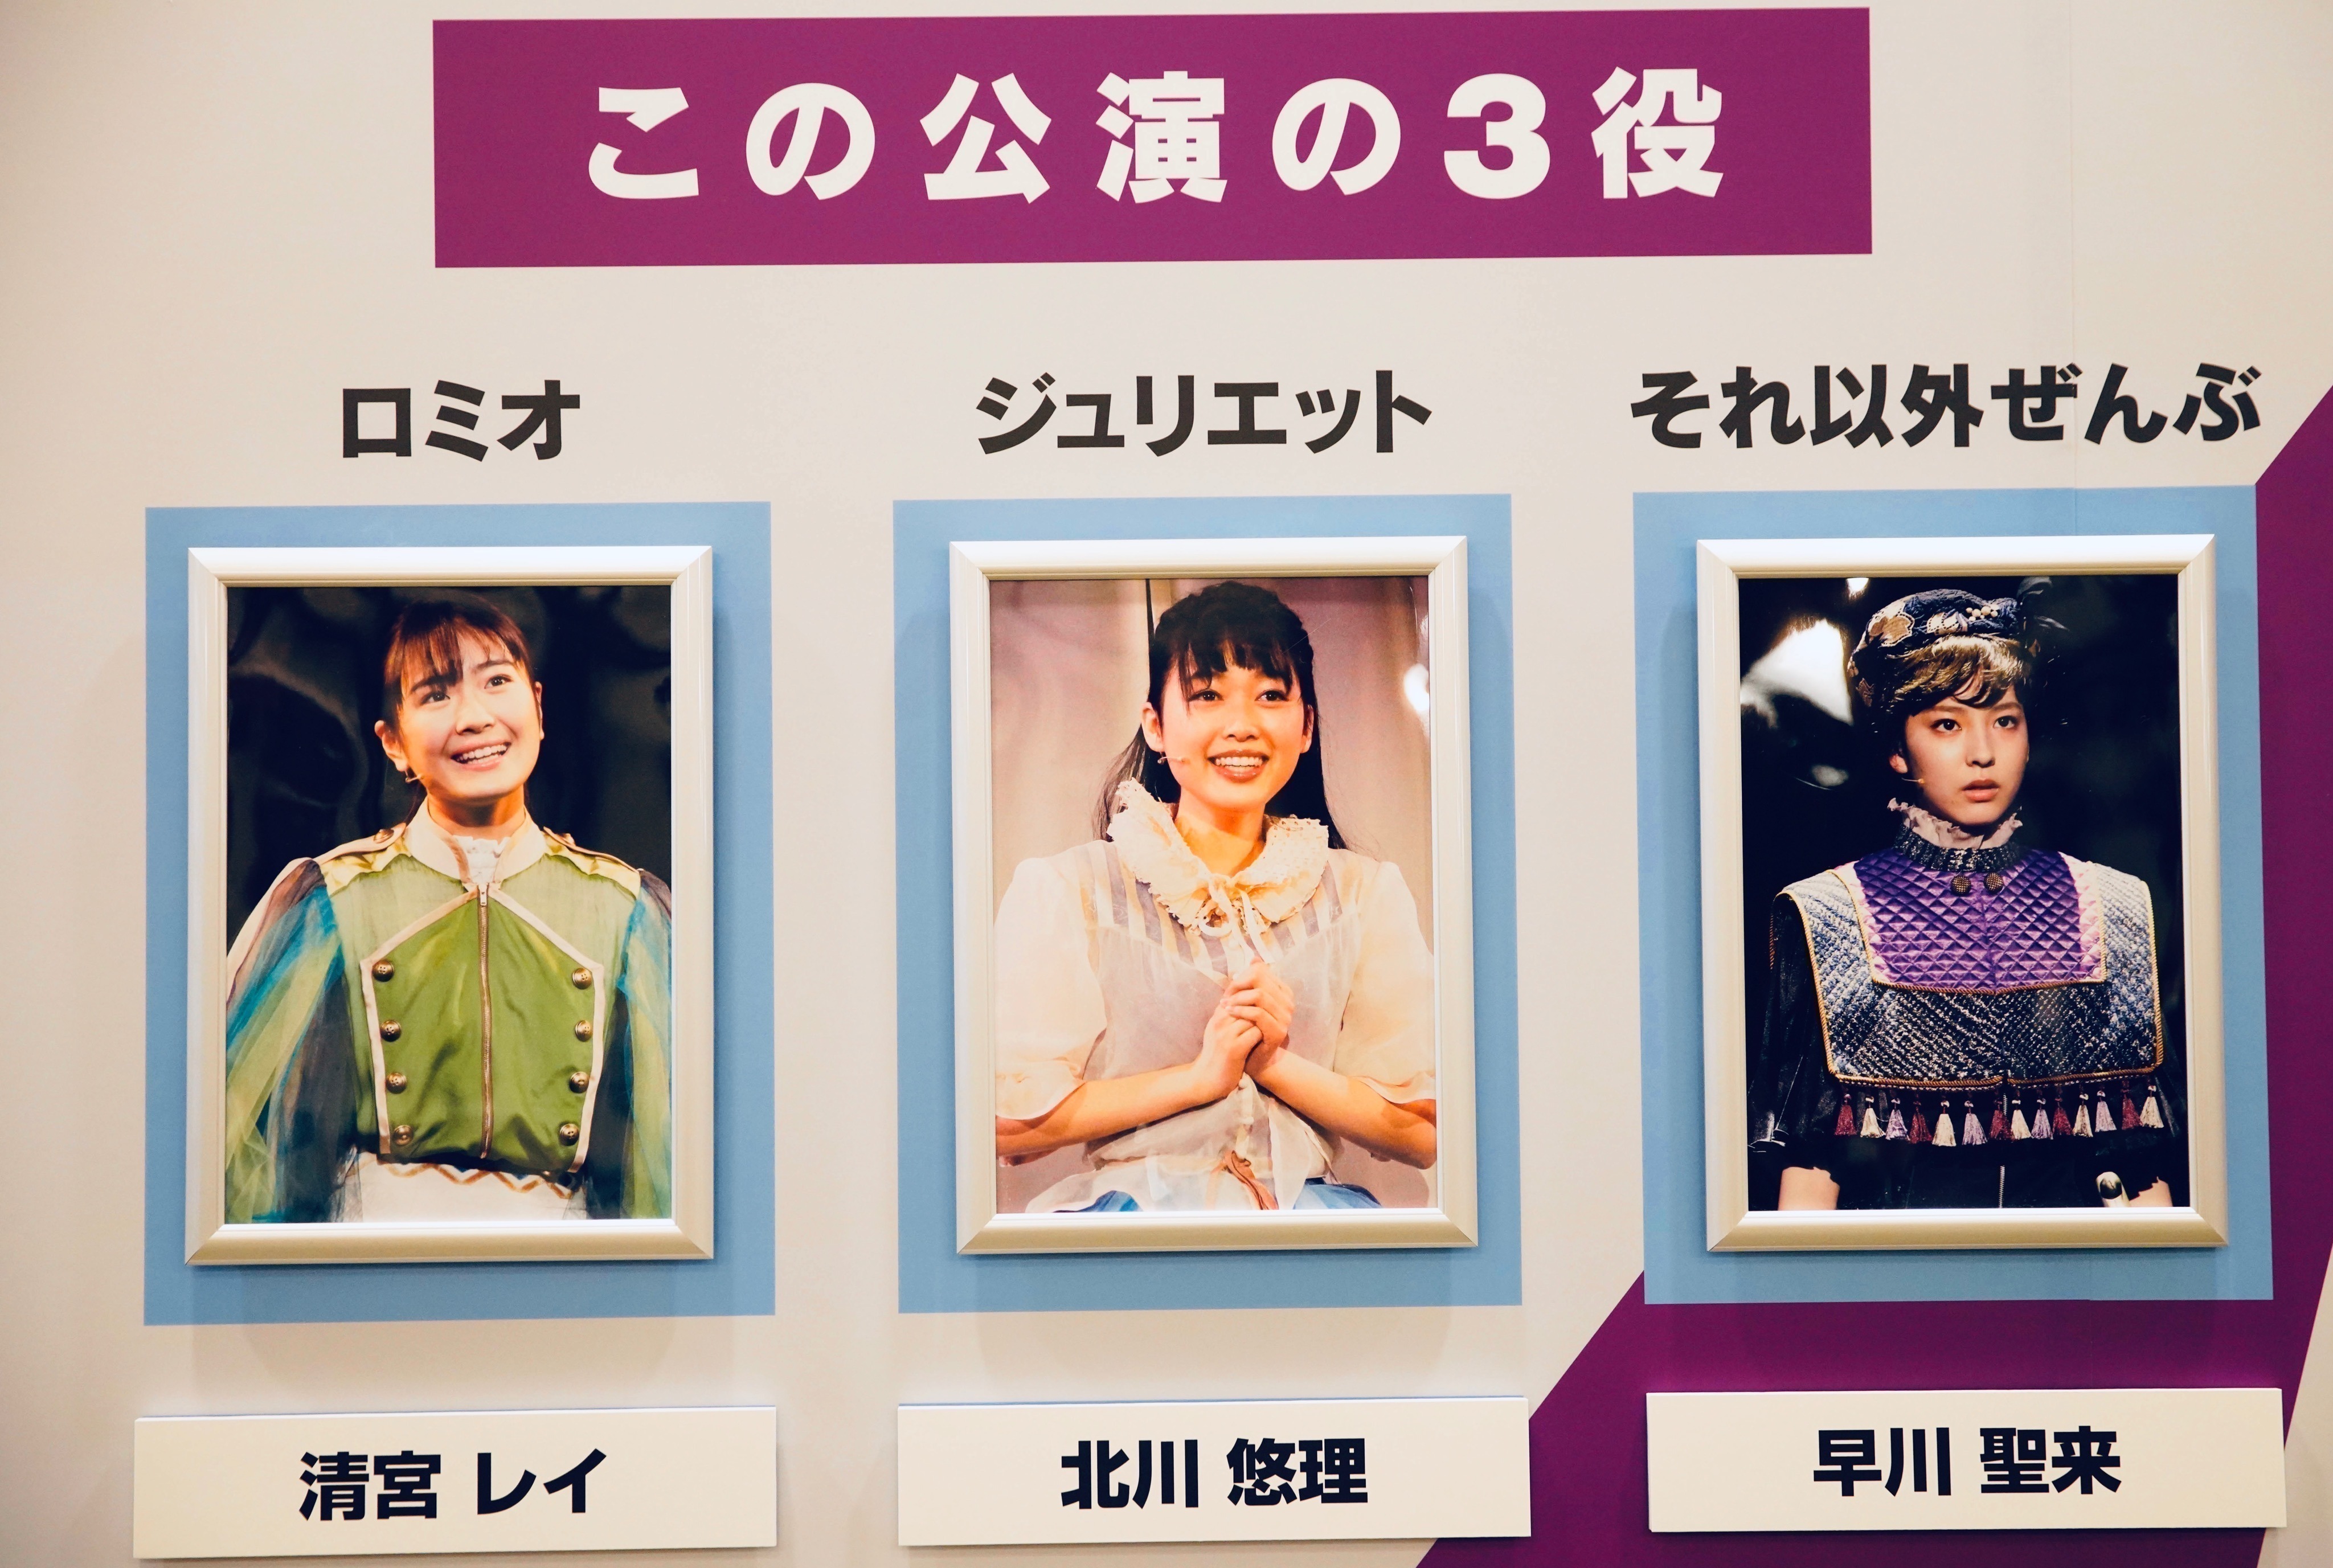 この公演の3役
ロミオ
ジュリエット
それ以外ぜんぶ
清宮 レイ
北川 悠理
早川 聖来